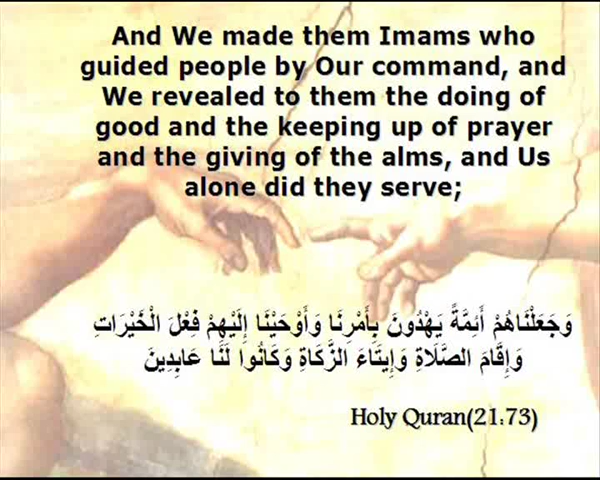 And We made them Imams who
guided people by Our command, and
We revealed to them the doing of
good and the keeping up of prayer
and the giving of the alms, and Us
alone did they serve;
وَجَعَلْنَاهُمْ أَئِمَّةً يَهْدُونَ بِأَمْرِنَا وَأَوْحَيْنَا إِلَيْهِمْ فِعْلَ الْخَيْرَاتِ
وَإِقَامَ الصَّلَاةِ وَإِيتَاءَ الزَّكَاةِ وَكَانُوا لَنَا عَابِدِينَ
Holy Quran(21:73)